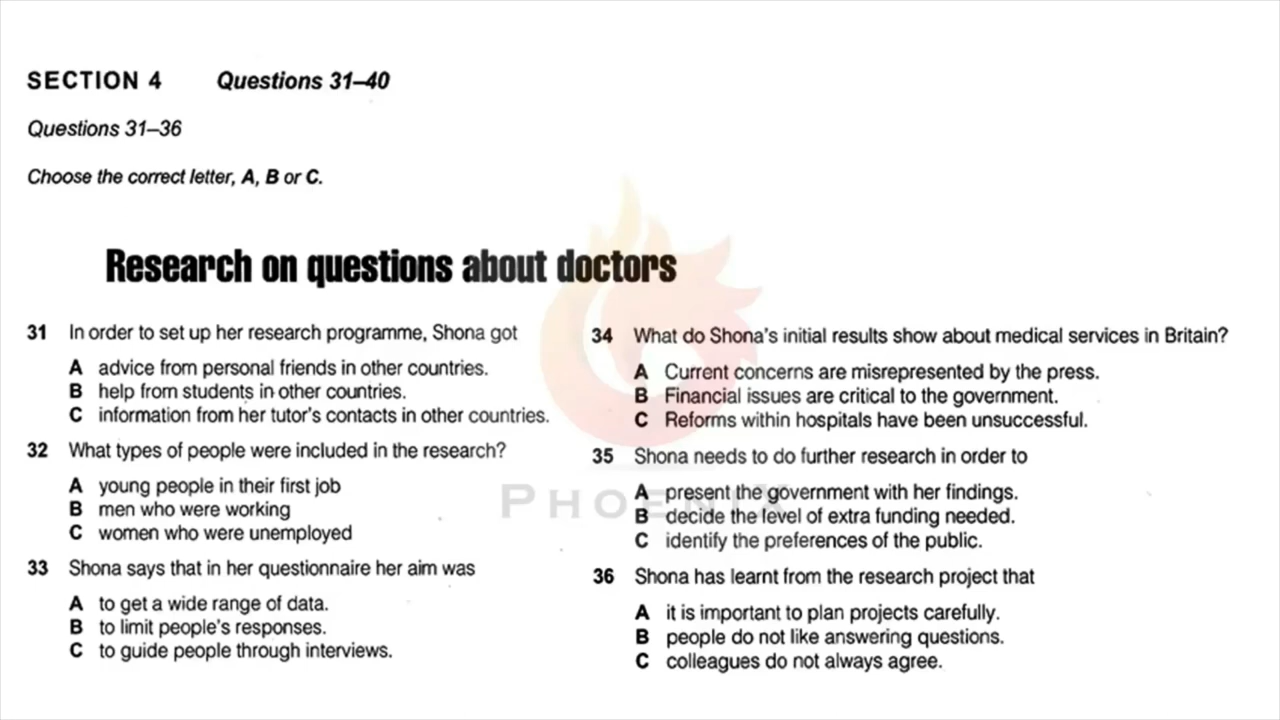 SECTION 4 Questions 31–40
Questions 31–36
Choose the correct letter, A, B or C.
Research on questions about doctors
31 In order to set up her research programme, Shona got
A advice from personal friends in other countries.
B help from students in other countries.
C information from her tutor's contacts in other countries.
32 What types of people were included in the research?
A young people in their first job
B men who were working
C women who were unemployed
33 Shona says that in her questionnaire her aim was
A to get a wide range of data.
B to limit people's responses.
C to guide people through interviews.
34 What do Shona's initial results show about medical services in Britain?
A Current concerns are misrepresented by the press.
B Financial issues are critical to the government.
C Reforms within hospitals have been unsuccessful.
35 Shona needs to do further research in order to
A present the government with her findings.
B decide the level of extra funding needed.
C identify the preferences of the public.
36 Shona has learnt from the research project that
A it is important to plan projects carefully.
B people do not like answering questions.
C colleagues do not always agree.
PHOENIX